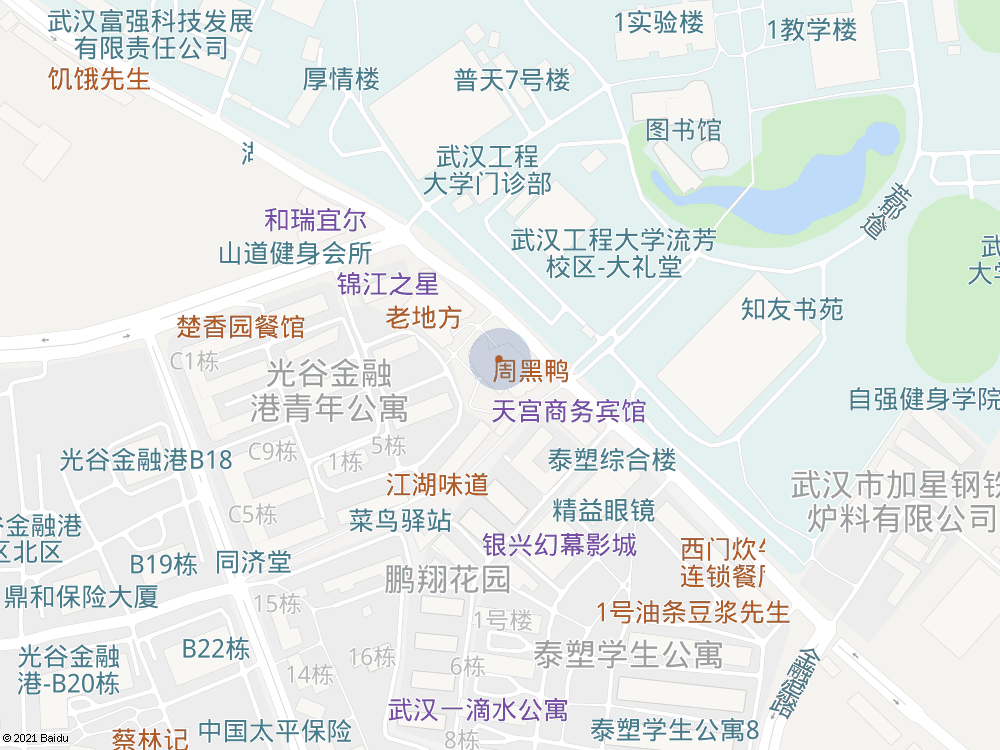 武汉富强科技发展
有限责任公司
饥饿先生
厚情楼
普天7号楼
1实验楼
1教学楼
图书馆
武汉工程
大学门诊部
和瑞宜尔
山道健身会所
锦江之星
老地方
楚香园餐馆
武汉工程大学流芳
校区-大礼堂
知友书苑
C1栋
光谷金融
港青年公寓
周黑鸭
天宫商务宾馆
自强健身学院
C9栋
5栋
1栋
光谷金融港B18
江湖味道
泰塑综合楼
武汉市加星钢铁
炉料有限公司
C5栋
菜鸟驿站
精益眼镜
谷金融港
区北区
B19栋
同济堂
银兴幻幕影城
西门炊
连锁餐
鹏翔花园
鼎和保险大厦
15栋
1号楼
1号油条豆浆先生
光谷金融
港-B20栋
B22栋
14栋
16栋
6栋
泰塑学生公寓
金融港路
武汉一滴水公寓
蔡林记
中国太平保险
8栋
泰塑学生公寓8
© 2021 Baidu